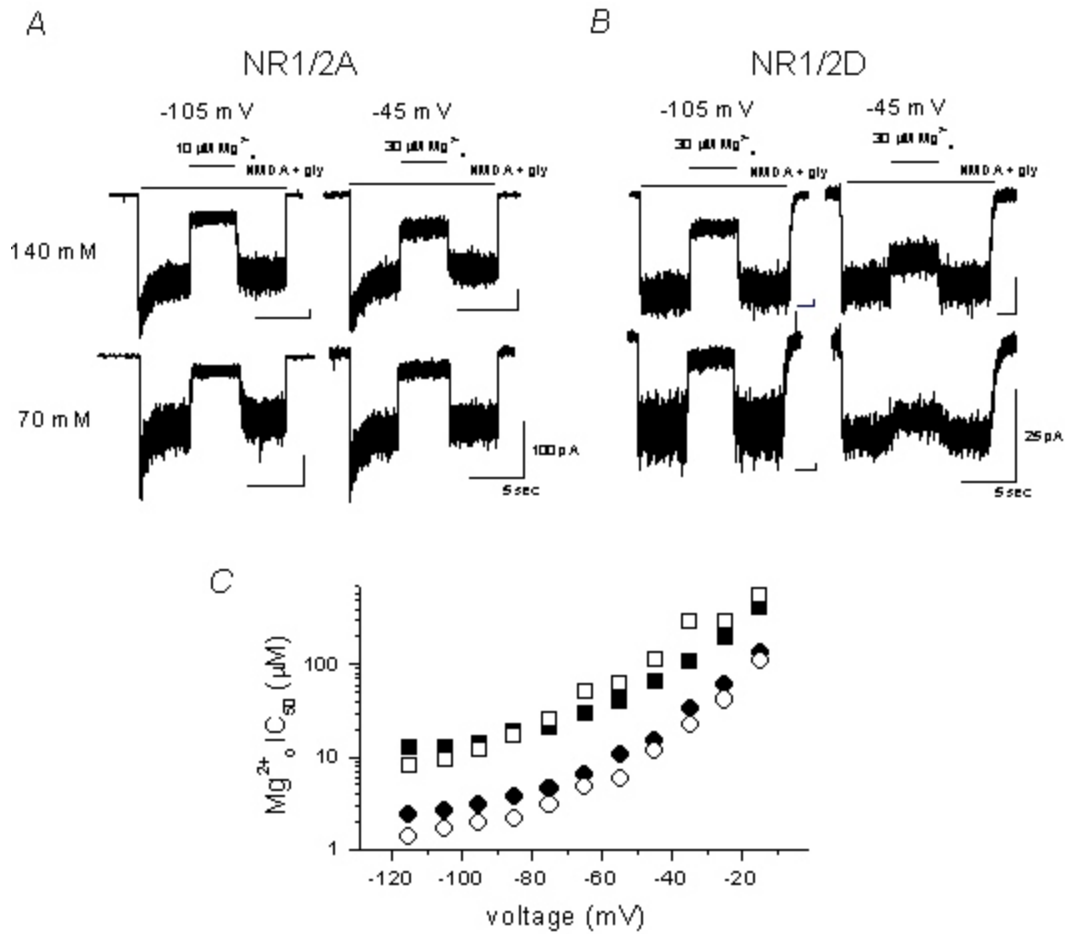 A B
NR1/2A NR1/2D
-105 mV -45 mV -105 mV -45 mV
10 µM Mg²⁺o 30 µM Mg²⁺o 30 µM Mg²⁺o 30 µM Mg²⁺o
NMDA + gly NMDA + gly NMDA + gly NMDA + gly
140 mM
70 mM
100 pA 25 pA
5 sec 5 sec
C
Mg²⁺o IC50 (µM)
100
10
1
-120 -100 -80 -60 -40 -20
voltage (mV)